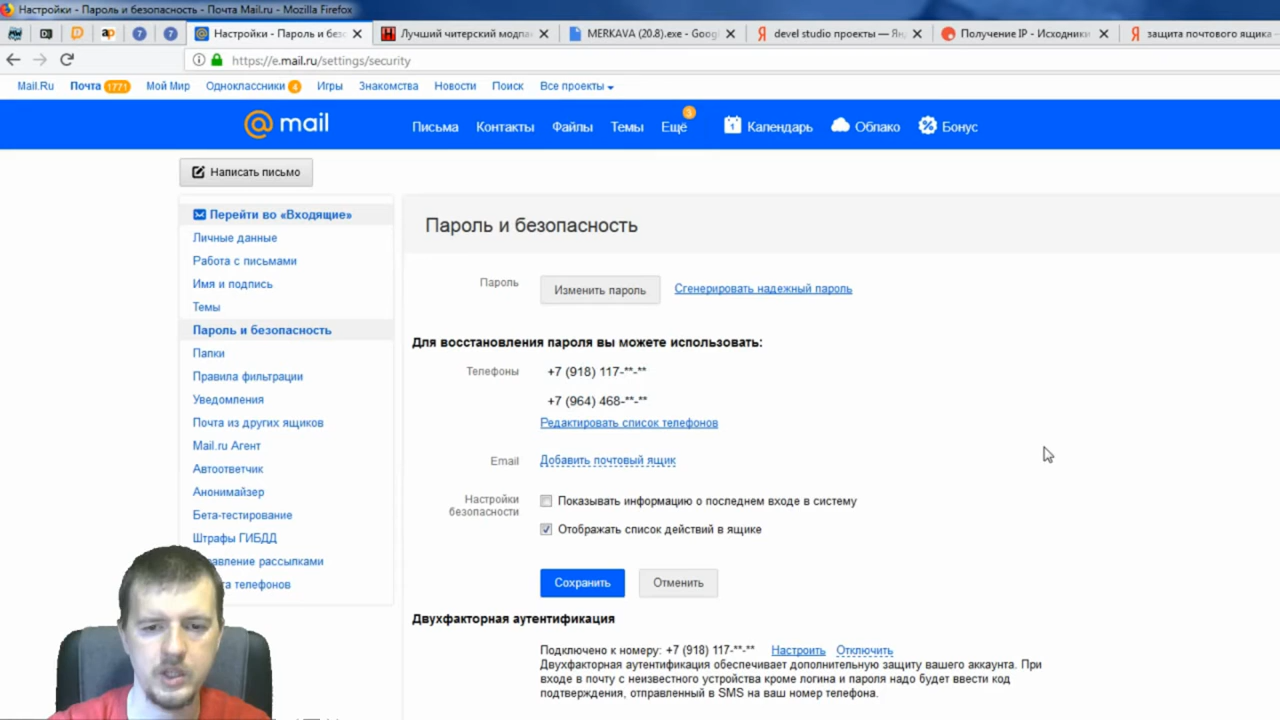 Настройки - Пароль и безопасность - Почта Mail.ru - Mozilla Firefox
Настройки - Пароль и без
Лучший читерский модпа
MERKAVA (20.8).exe - Goog
devel studio проекты — Ян
Получение IP - Исходники
защита почтового ящика -
https://e.mail.ru/settings/security
Mail.Ru Почта 1771 Мой Мир Одноклассники 4 Игры Знакомства Новости Поиск Все проекты
@ mail
Письма Контакты Файлы Темы Ещё 3 Календарь Облако Бонус
Написать письмо
Перейти во «Входящие»
Личные данные
Работа с письмами
Имя и подпись
Темы
Пароль и безопасность
Папки
Правила фильтрации
Уведомления
Почта из других ящиков
Mail.ru Агент
Автоответчик
Анонимайзер
Бета-тестирование
Штрафы ГИБДД
авление рассылками
та телефонов
Пароль и безопасность
Пароль
Изменить пароль
Сгенерировать надежный пароль
Для восстановления пароля вы можете использовать:
Телефоны
+7 (918) 117-**-**
+7 (964) 468-**-**
Редактировать список телефонов
Email
Добавить почтовый ящик
Настройки
безопасности
Показывать информацию о последнем входе в систему
Отображать список действий в ящике
Сохранить
Отменить
Двухфакторная аутентификация
Подключено к номеру: +7 (918) 117-**-** Настроить Отключить
Двухфакторная аутентификация обеспечивает дополнительную защиту вашего аккаунта. При
входе в почту с неизвестного устройства кроме логина и пароля надо будет ввести код
подтверждения, отправленный в SMS на ваш номер телефона.